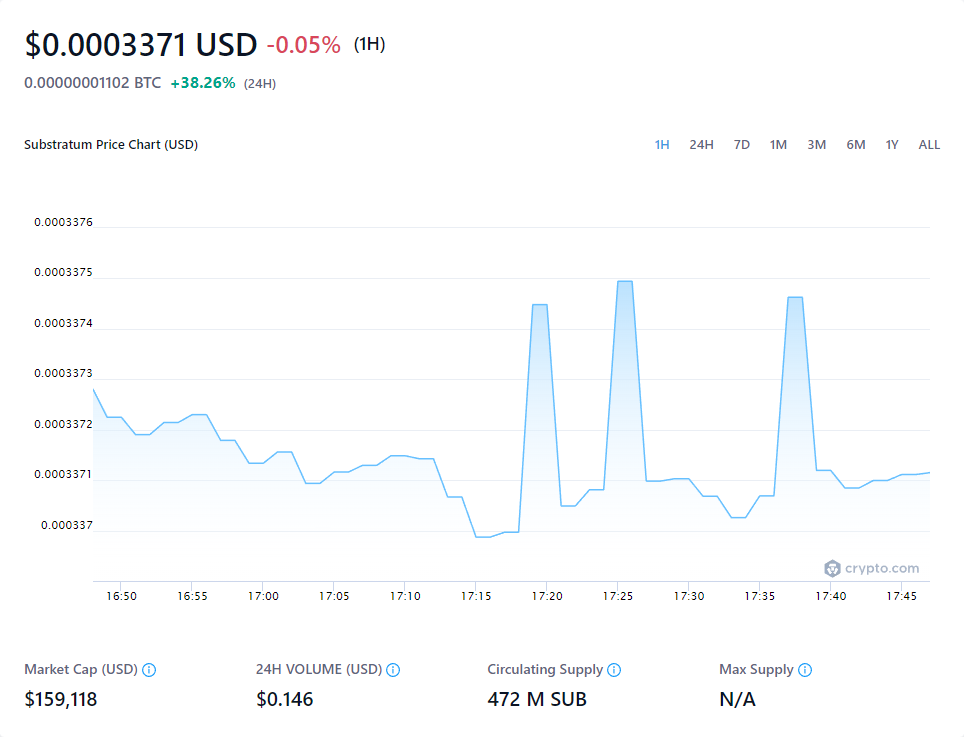 $0.0003371 USD -0.05% (1H)
0.00000001102 BTC +38.26% (24H)
Substratum Price Chart (USD)
1H 24H 7D 1M 3M 6M 1Y ALL
0.0003376
0.0003375
0.0003374
0.0003373
0.0003372
0.0003371
0.000337
crypto.com
16:50 16:55 17:00 17:05 17:10 17:15 17:20 17:25 17:30 17:35 17:40 17:45
Market Cap (USD) 24H VOLUME (USD) Circulating Supply Max Supply
$159,118 $0.146 472 M SUB N/A